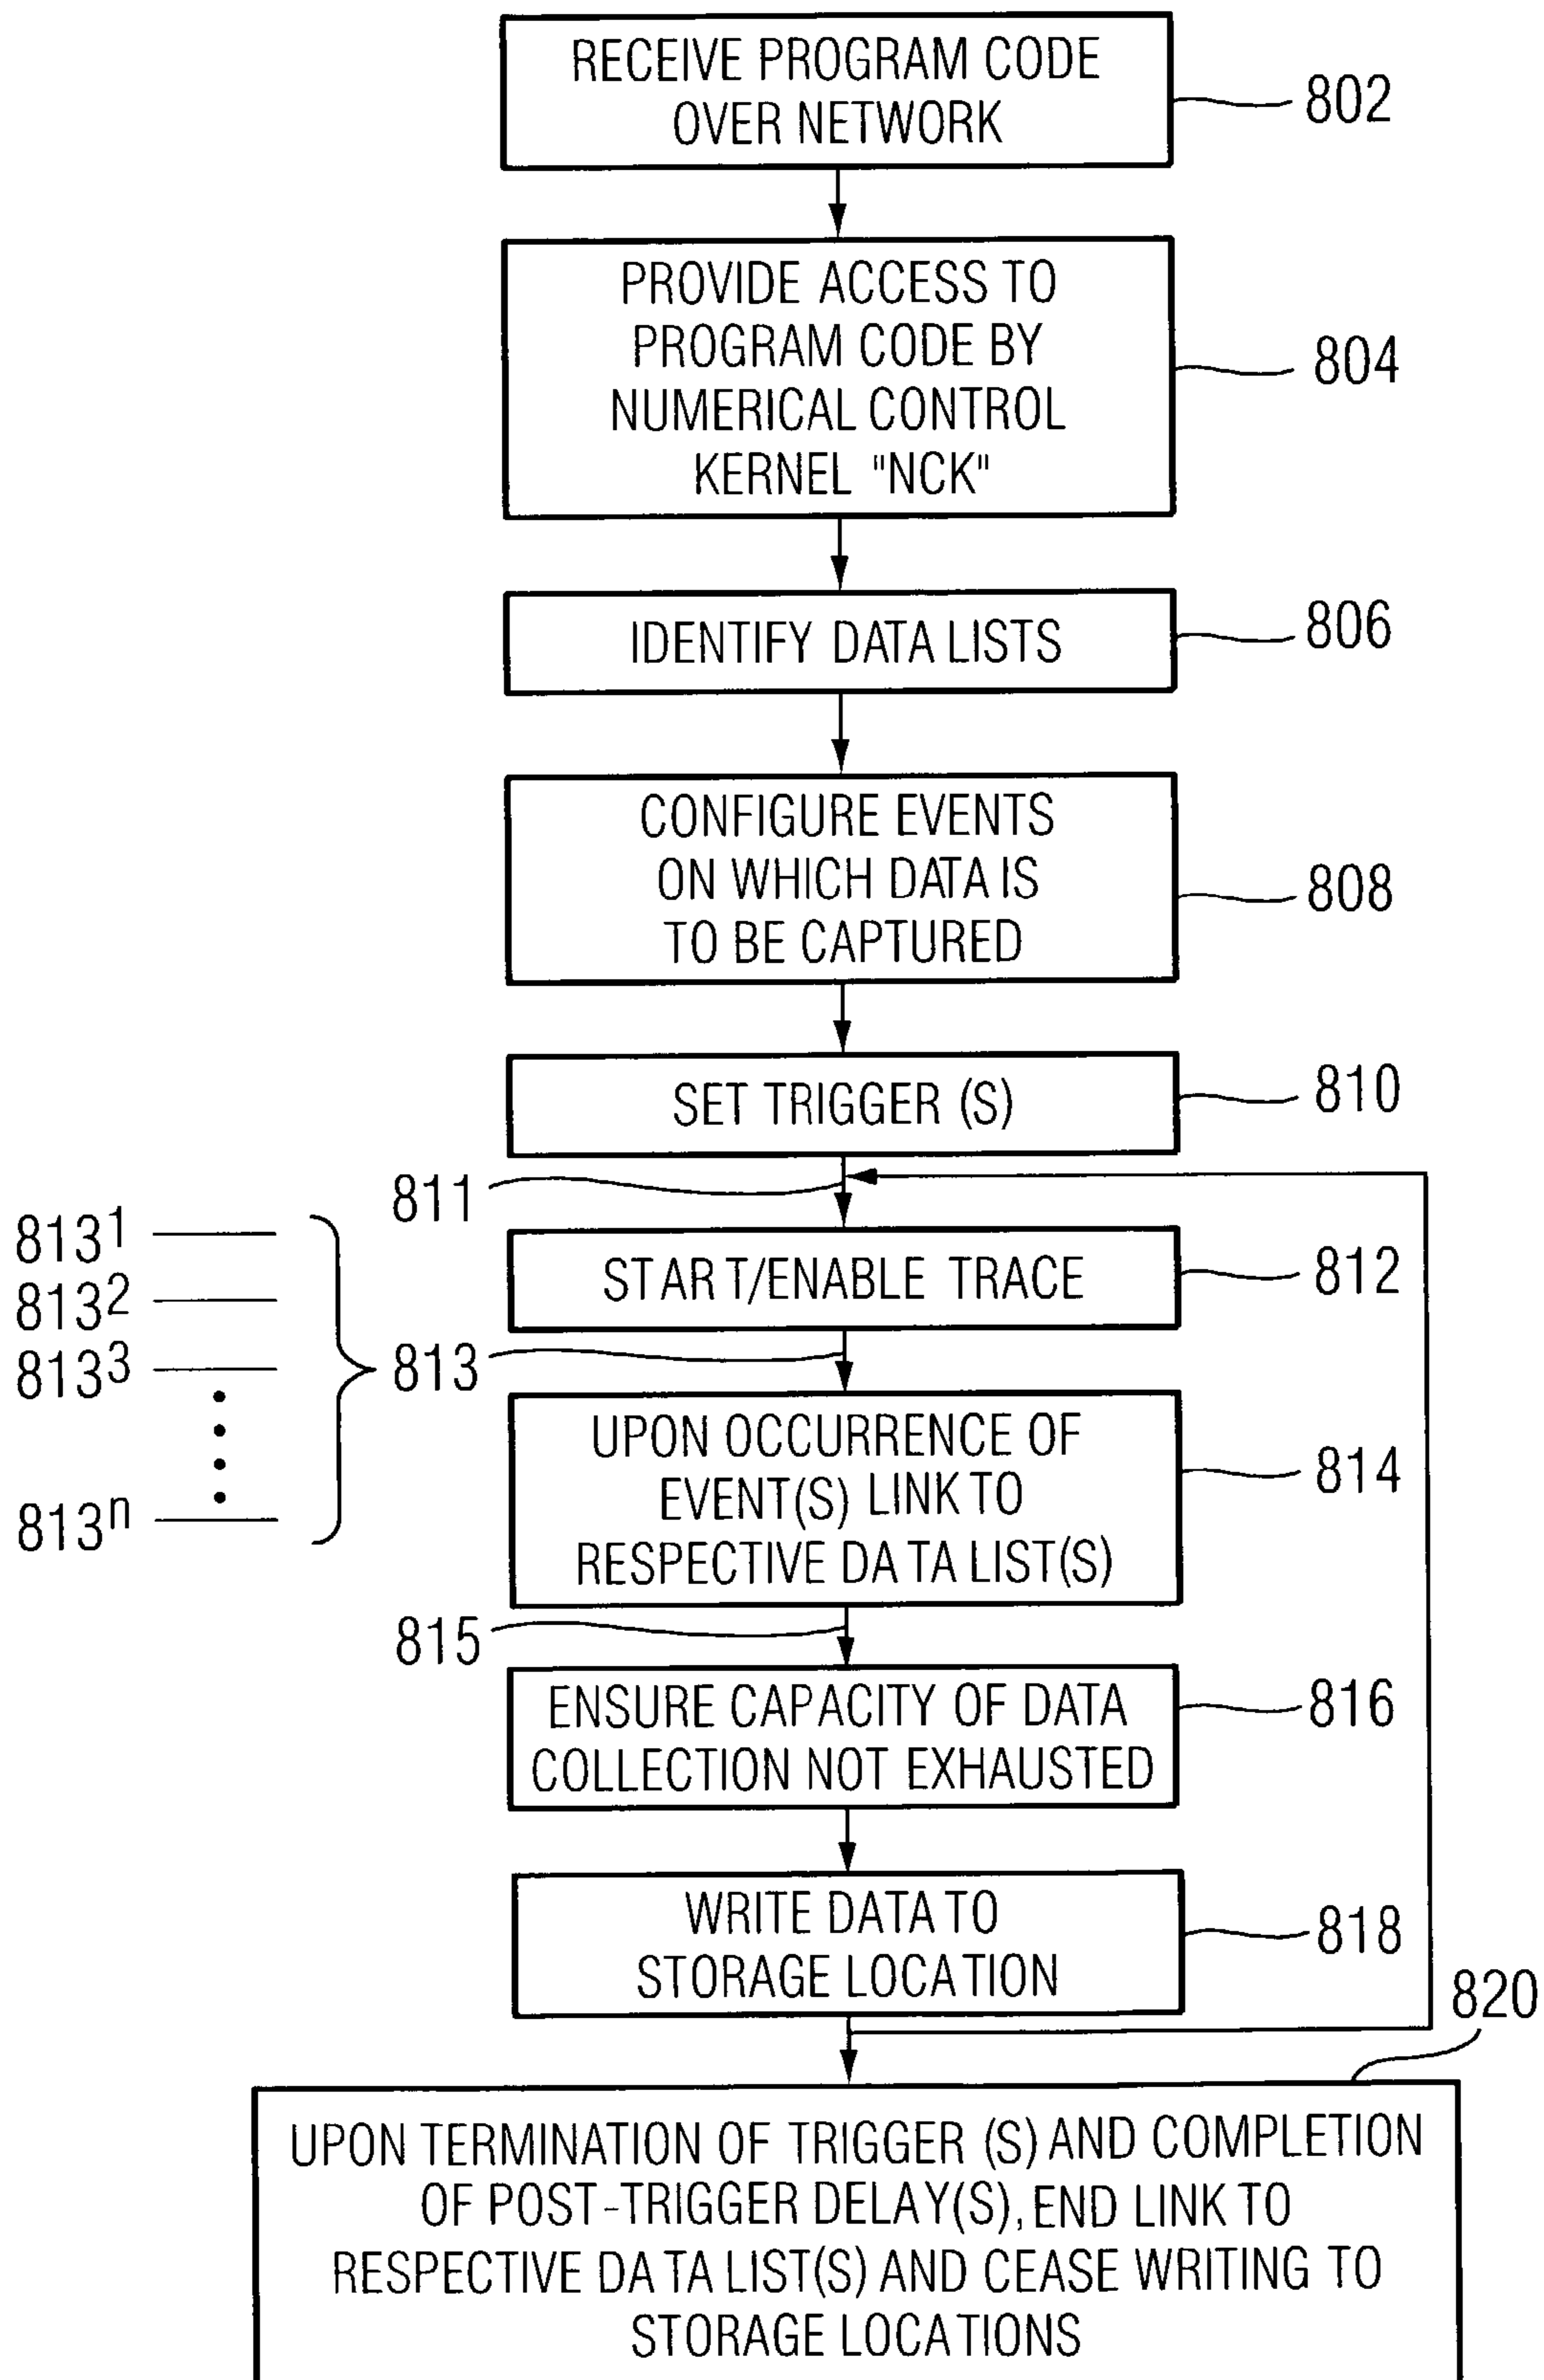 RECEIVE PROGRAM CODE
OVER NETWORK
802
PROVIDE ACCESS TO
PROGRAM CODE BY
NUMERICAL CONTROL
KERNEL "NCK"
804
IDENTIFY DATA LISTS
806
CONFIGURE EVENTS
ON WHICH DATA IS
TO BE CAPTURED
808
SET TRIGGER (S)
810
811
START/ENABLE TRACE
812
813¹
813²
813³
813ⁿ
813
UPON OCCURRENCE OF
EVENT(S) LINK TO
RESPECTIVE DATA LIST(S)
814
815
ENSURE CAPACITY OF DATA
COLLECTION NOT EXHAUSTED
816
WRITE DATA TO
STORAGE LOCATION
818
820
UPON TERMINATION OF TRIGGER (S) AND COMPLETION
OF POST-TRIGGER DELAY(S), END LINK TO
RESPECTIVE DATA LIST(S) AND CEASE WRITING TO
STORAGE LOCATIONS